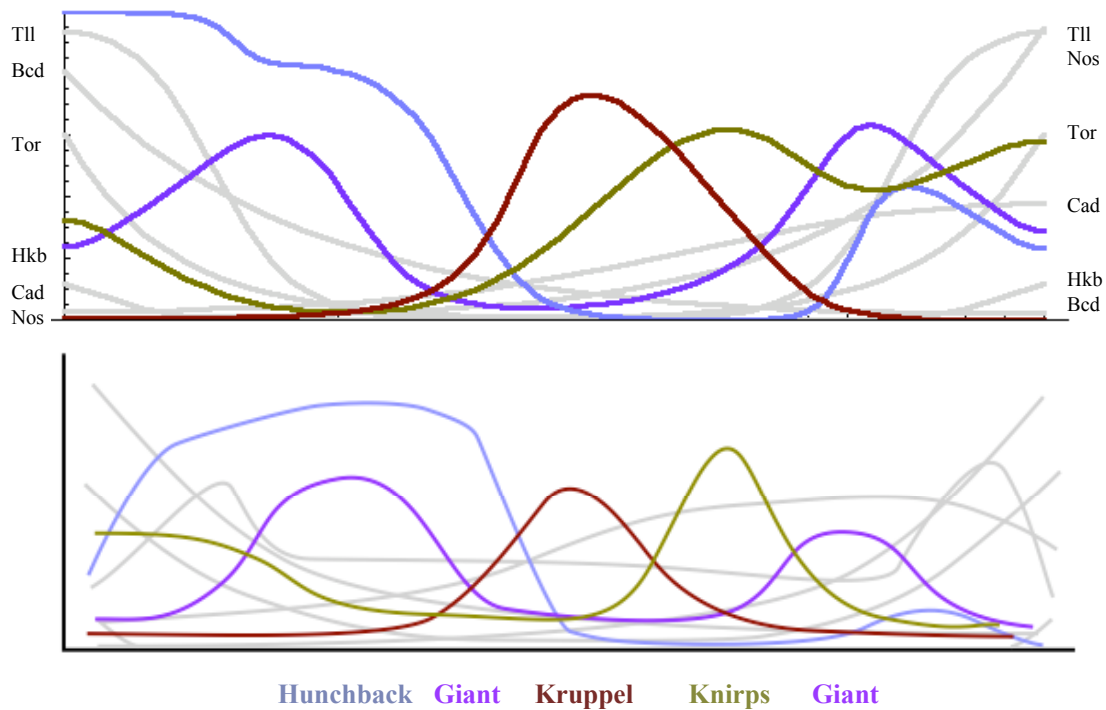 Tll
Bcd
Tor
Hkb
Cad
Nos
Tll
Nos
Tor
Cad
Hkb
Bcd
Hunchback Giant Kruppel Knirps Giant